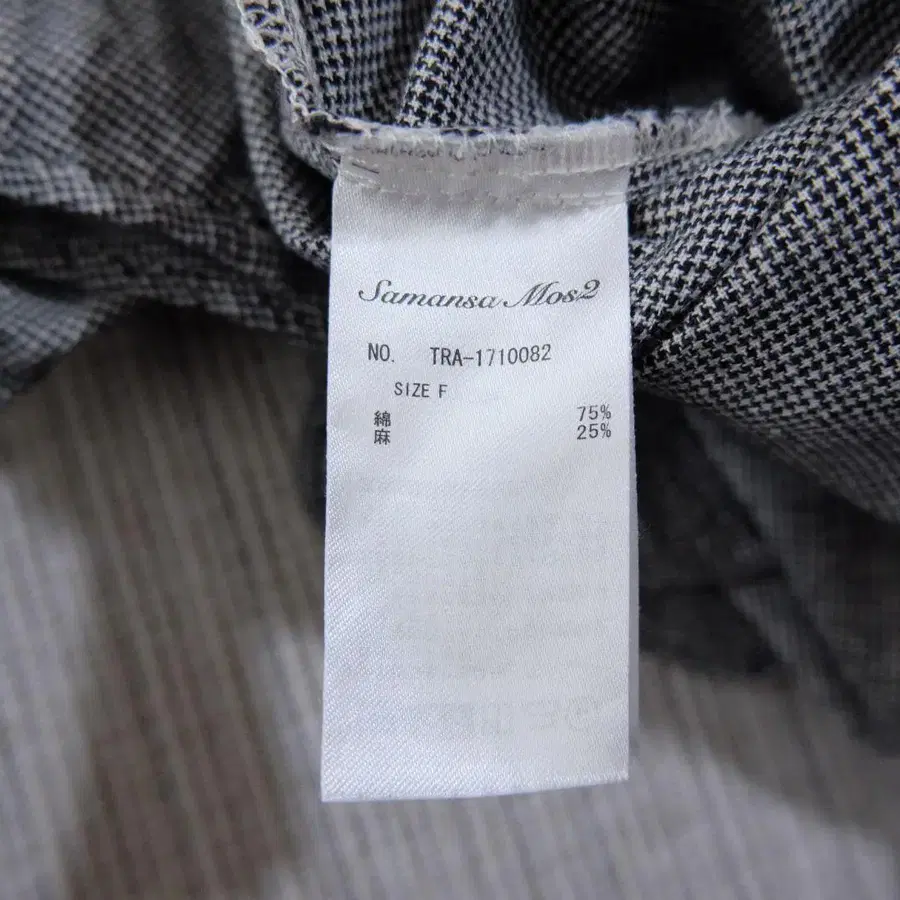 Samansa Mos2
NO. TRA-1710082
SIZE F
綿 75%
麻 25%